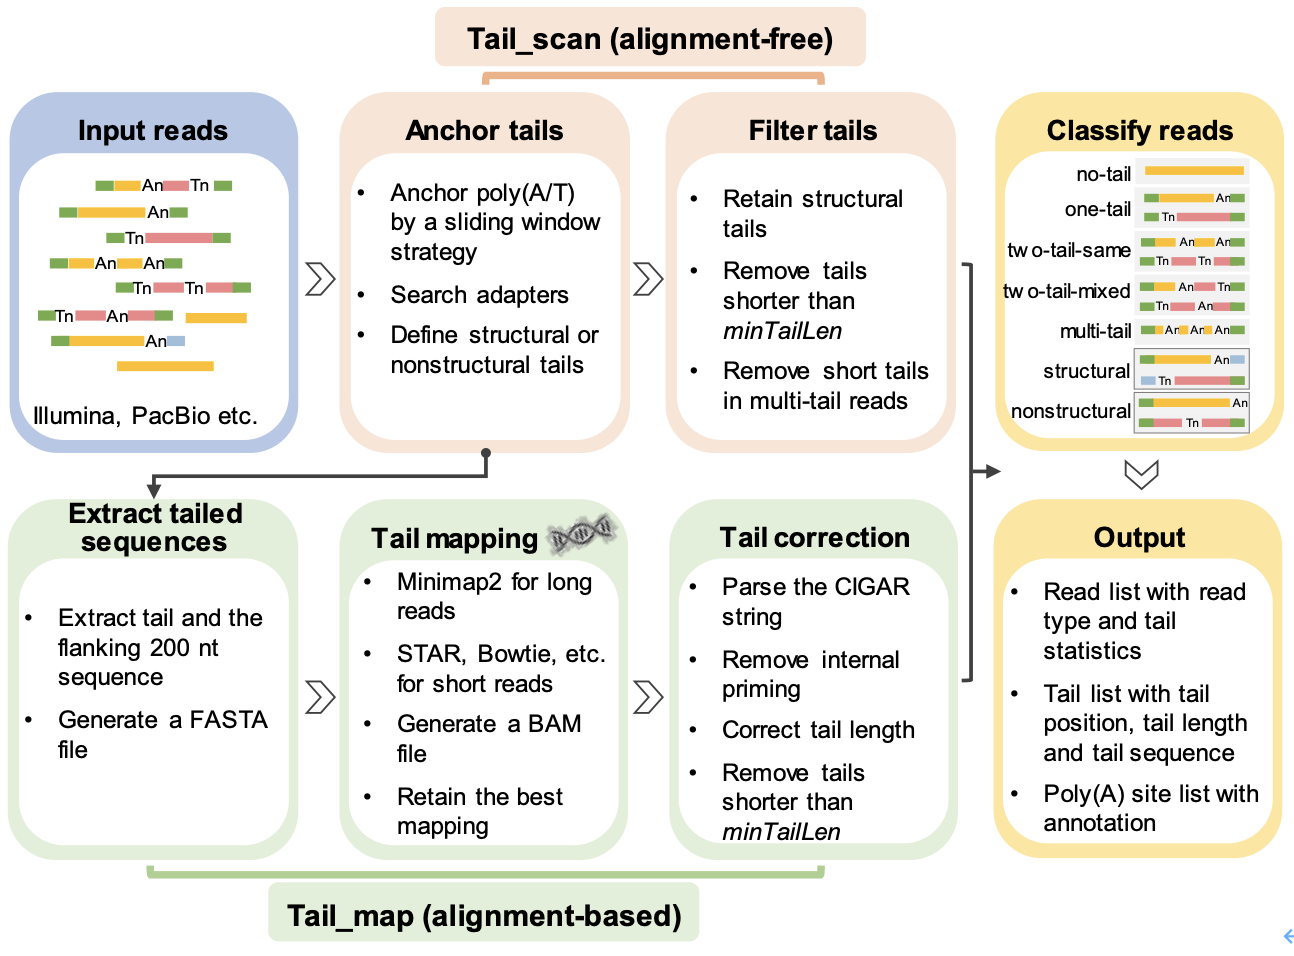 Tail_scan (alignment-free)
Input reads
An Tn
An
Tn
An An
Tn Tn
Tn An
An
Illumina, PacBio etc.
Anchor tails
• Anchor poly(A/T)
by a sliding window
strategy
• Search adapters
• Define structural or
nonstructural tails
Filter tails
• Retain structural
tails
• Remove tails
shorter than
minTailLen
• Remove short tails
in multi-tail reads
Classify reads
no-tail
one-tail An
Tn
two-tail-same An An
Tn Tn
two-tail-mixed An Tn
Tn An
multi-tail An An An
structural An
Tn
nonstructural An
Tn
Extract tailed
sequences
• Extract tail and the
flanking 200 nt
sequence
• Generate a FASTA
file
Tail mapping
• Minimap2 for long
reads
• STAR, Bowtie, etc.
for short reads
• Generate a BAM
file
• Retain the best
mapping
Tail correction
• Parse the CIGAR
string
• Remove internal
priming
• Correct tail length
• Remove tails
shorter than
minTailLen
Output
• Read list with read
type and tail
statistics
• Tail list with tail
position, tail length
and tail sequence
• Poly(A) site list with
annotation
Tail_map (alignment-based)